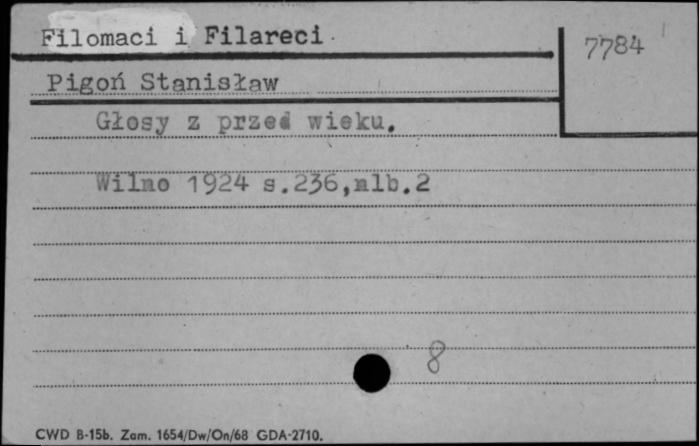 Filomaci i Filareci.
7784
Pigoń Stanisław
Głosy z przed wieku.
Wilno 1924 s.236,nlb.2
8
CWD B-15b. Zam. 1654/Dw/On/68 GDA-2710.